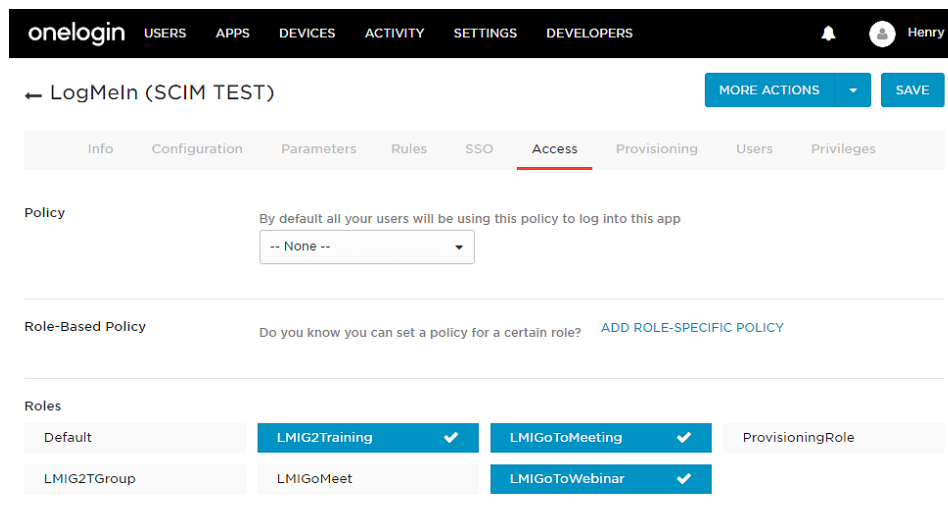 onelogin USERS APPS DEVICES ACTIVITY SETTINGS DEVELOPERS Henry
LogMeIn (SCIM TEST) MORE ACTIONS SAVE
Info Configuration Parameters Rules SSO Access Provisioning Users Privileges
Policy
By default all your users will be using this policy to log into this app
-- None --
Role-Based Policy Do you know you can set a policy for a certain role? ADD ROLE-SPECIFIC POLICY
Roles
Default LMIG2Training LMIGoToMeeting ProvisioningRole
LMIG2TGroup LMIGoMeet LMIGoToWebinar